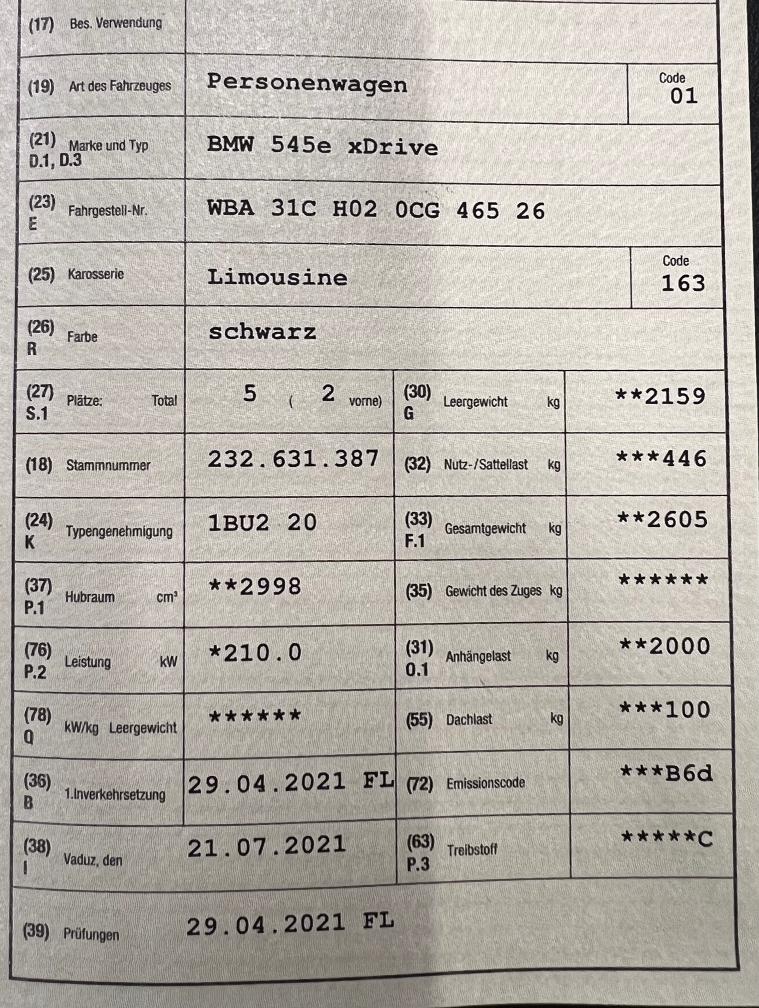 (17) Bes. Verwendung
(19) Art des Fahrzeuges Personenwagen Code 01
(21) Marke und Typ BMW 545e xDrive
D.1, D.3
(23) Fahrgestell-Nr. WBA 31C H02 0CG 465 26
E
(25) Karosserie Limousine Code 163
(26) Farbe schwarz
R
(27) Plätze: Total 5 ( 2 vorne) (30) Leergewicht kg **2159
S.1 G
(18) Stammnummer 232.631.387 (32) Nutz-/Sattellast kg ***446
(24) Typengenehmigung 1BU2 20 (33) Gesamtgewicht kg **2605
K F.1
(37) Hubraum cm³ **2998 (35) Gewicht des Zuges kg ******
P.1
(76) Leistung kW *210.0 (31) Anhängelast kg **2000
P.2 O.1
(78) kW/kg Leergewicht ****** (55) Dachlast kg ***100
Q
(36) 1.Inverkehrsetzung 29.04.2021 FL (72) Emissionscode ***B6d
B
(38) Vaduz, den 21.07.2021 (63) Treibstoff *****C
I P.3
(39) Prüfungen 29.04.2021 FL